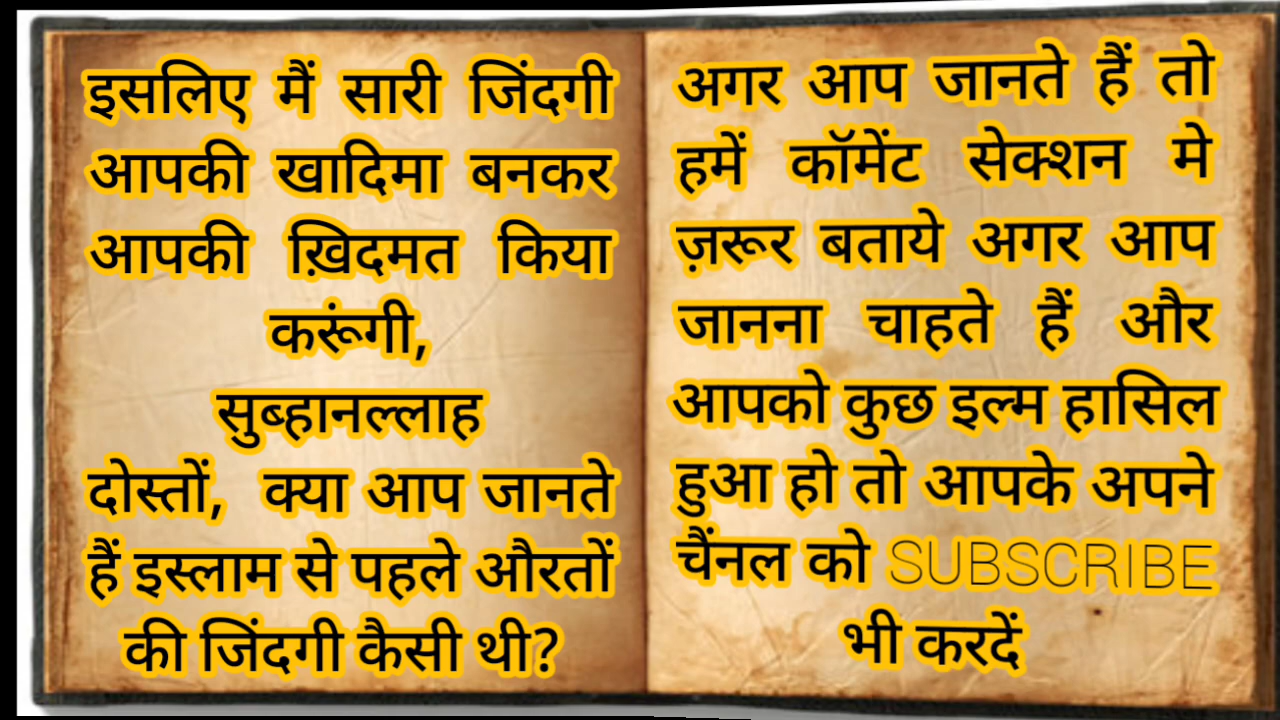 इसलिए मैं सारी जिंदगी
आपकी खादिमा बनकर
आपकी ख़िदमत किया
करूंगी,
सुब्हानल्लाह
दोस्तों, क्या आप जानते
हैं इस्लाम से पहले औरतों
की जिंदगी कैसी थी?
अगर आप जानते हैं तो
हमें कॉमेंट सेक्शन मे
ज़रूर बताये अगर आप
जानना चाहते हैं और
आपको कुछ इल्म हासिल
हुआ हो तो आपके अपने
चैंनल को SUBSCRIBE
भी करदें